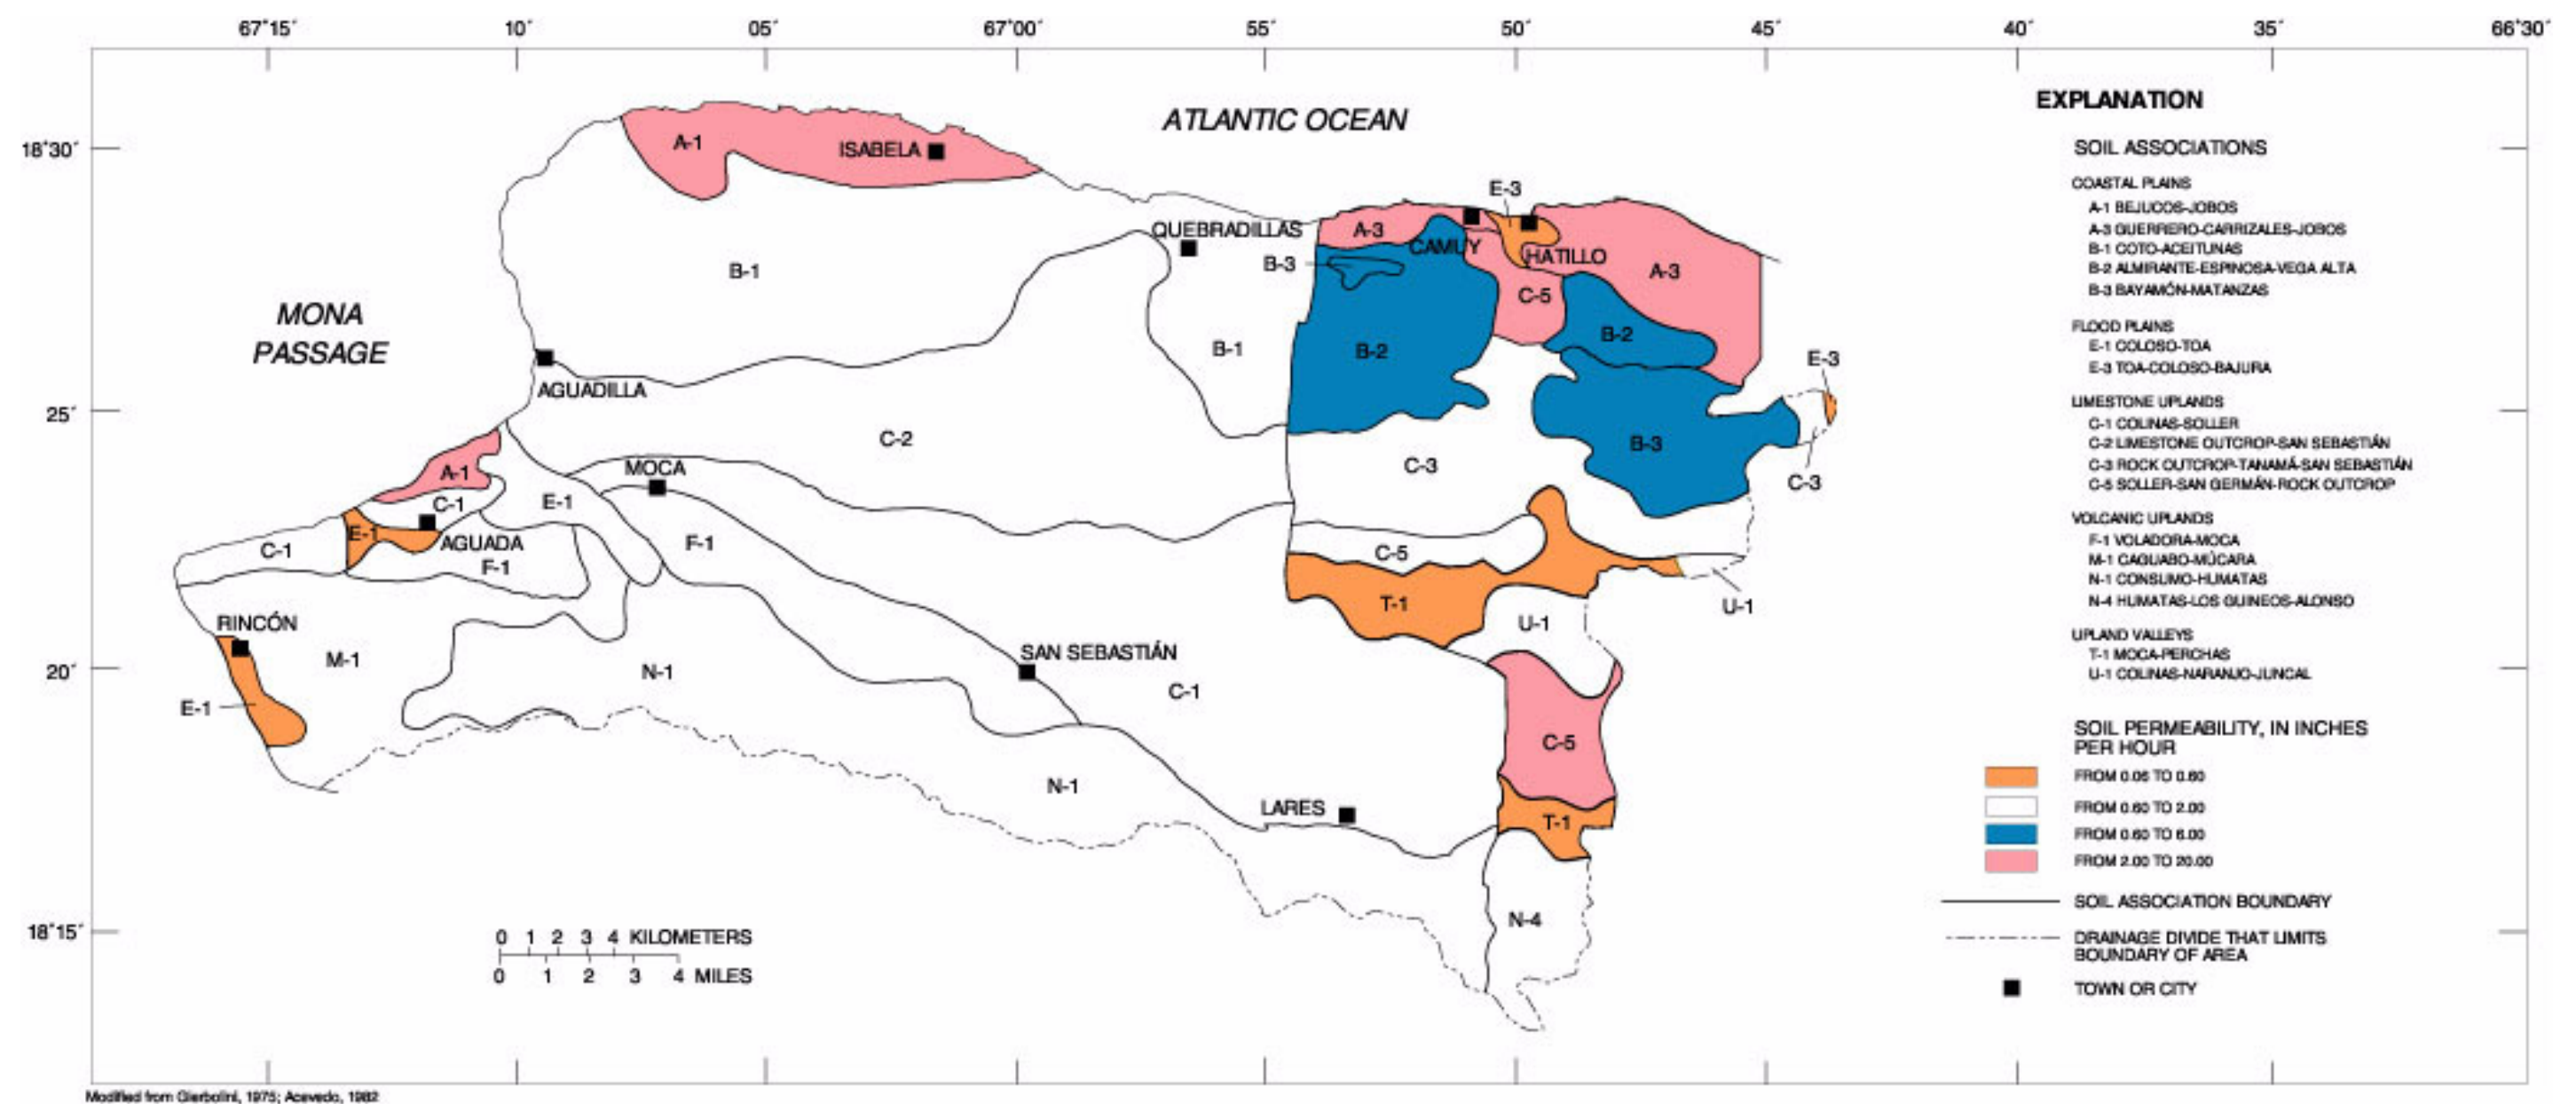 67°15´ 10´ 05´ 67°00´ 55´ 50´ 45´ 40´ 35´ 66°30´
18°30´
25´
20´
18°15´
ATLANTIC OCEAN
MONA
PASSAGE
A-1
ISABELA
E-3
QUEBRADILLAS
A-3
CAMUY
HATILLO
A-3
B-3
B-1
C-5
B-2
B-1
B-2
E-3
AGUADILLA
C-2
B-3
C-3
C-3
MOCA
A-1
C-1
E-1
E-1
AGUADA
F-1
C-1
F-1
C-5
T-1
U-1
U-1
RINCÓN
M-1
N-1
SAN SEBASTIÁN
C-1
E-1
C-5
N-1
LARES
T-1
N-4
0 1 2 3 4 KILOMETERS
0 1 2 3 4 MILES
EXPLANATION
SOIL ASSOCIATIONS
COASTAL PLAINS
A-1 BEJUCOS-JOBOS
A-3 GUERRERO-CARRIZALES-JOBOS
B-1 COTO-ACEITUNAS
B-2 ALMIRANTE-ESPINOSA-VEGA ALTA
B-3 BAYAMÓN-MATANZAS
FLOOD PLAINS
E-1 COLOSO-TOA
E-3 TOA-COLOSO-BAJURA
LIMESTONE UPLANDS
C-1 COLINAS-SOLLER
C-2 LIMESTONE OUTCROP-SAN SEBASTIÁN
C-3 ROCK OUTCROP-TANAMÁ-SAN SEBASTIÁN
C-5 SOLLER-SAN GERMÁN-ROCK OUTCROP
VOLCANIC UPLANDS
F-1 VOLADORA-MOCA
M-1 CAGUABO-MÚCARA
N-1 CONSUMO-HUMATAS
N-4 HUMATAS-LOS GUINEOS-ALONSO
UPLAND VALLEYS
T-1 MOCA-PERCHAS
U-1 COLINAS-NARANJO-JUNCAL
SOIL PERMEABILITY, IN INCHES
PER HOUR
FROM 0.06 TO 0.60
FROM 0.60 TO 2.00
FROM 0.60 TO 6.00
FROM 2.00 TO 20.00
SOIL ASSOCIATION BOUNDARY
DRAINAGE DIVIDE THAT LIMITS
BOUNDARY OF AREA
TOWN OR CITY
Modified from Gierbolini, 1975; Acevedo, 1982